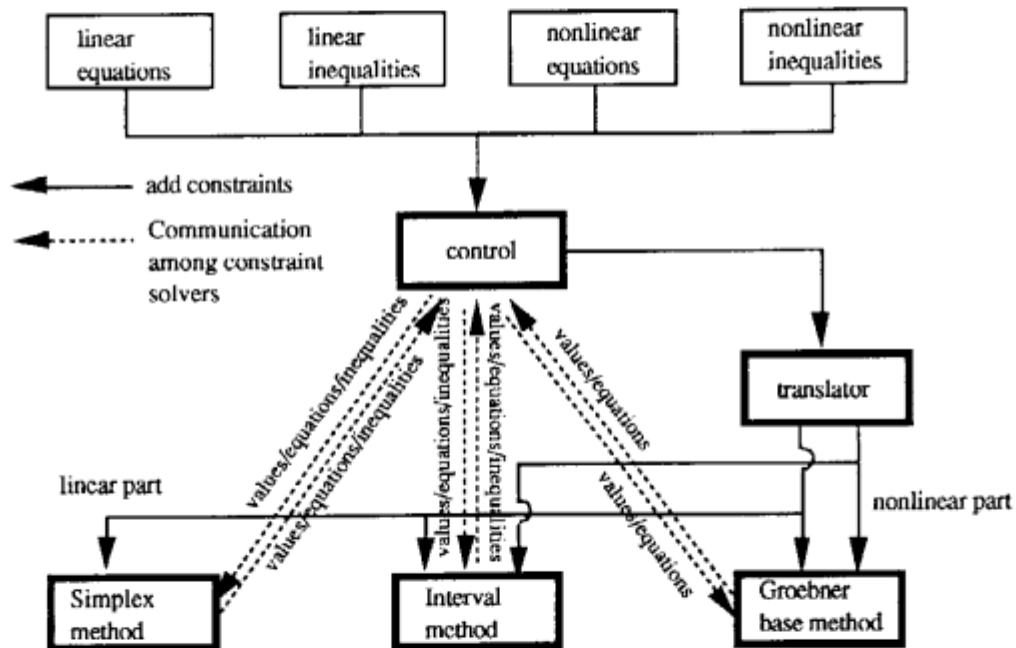 linear
equations
linear
inequalities
nonlinear
equations
nonlinear
inequalities
add constraints
Communication
among constraint
solvers
control
translator
values/equations/inequalities
values/equations/inequalities
values/equations/inequalities
values/equations/inequalities
values/equations
values/equations
linear part
nonlinear part
Simplex
method
Interval
method
Groebner
base method